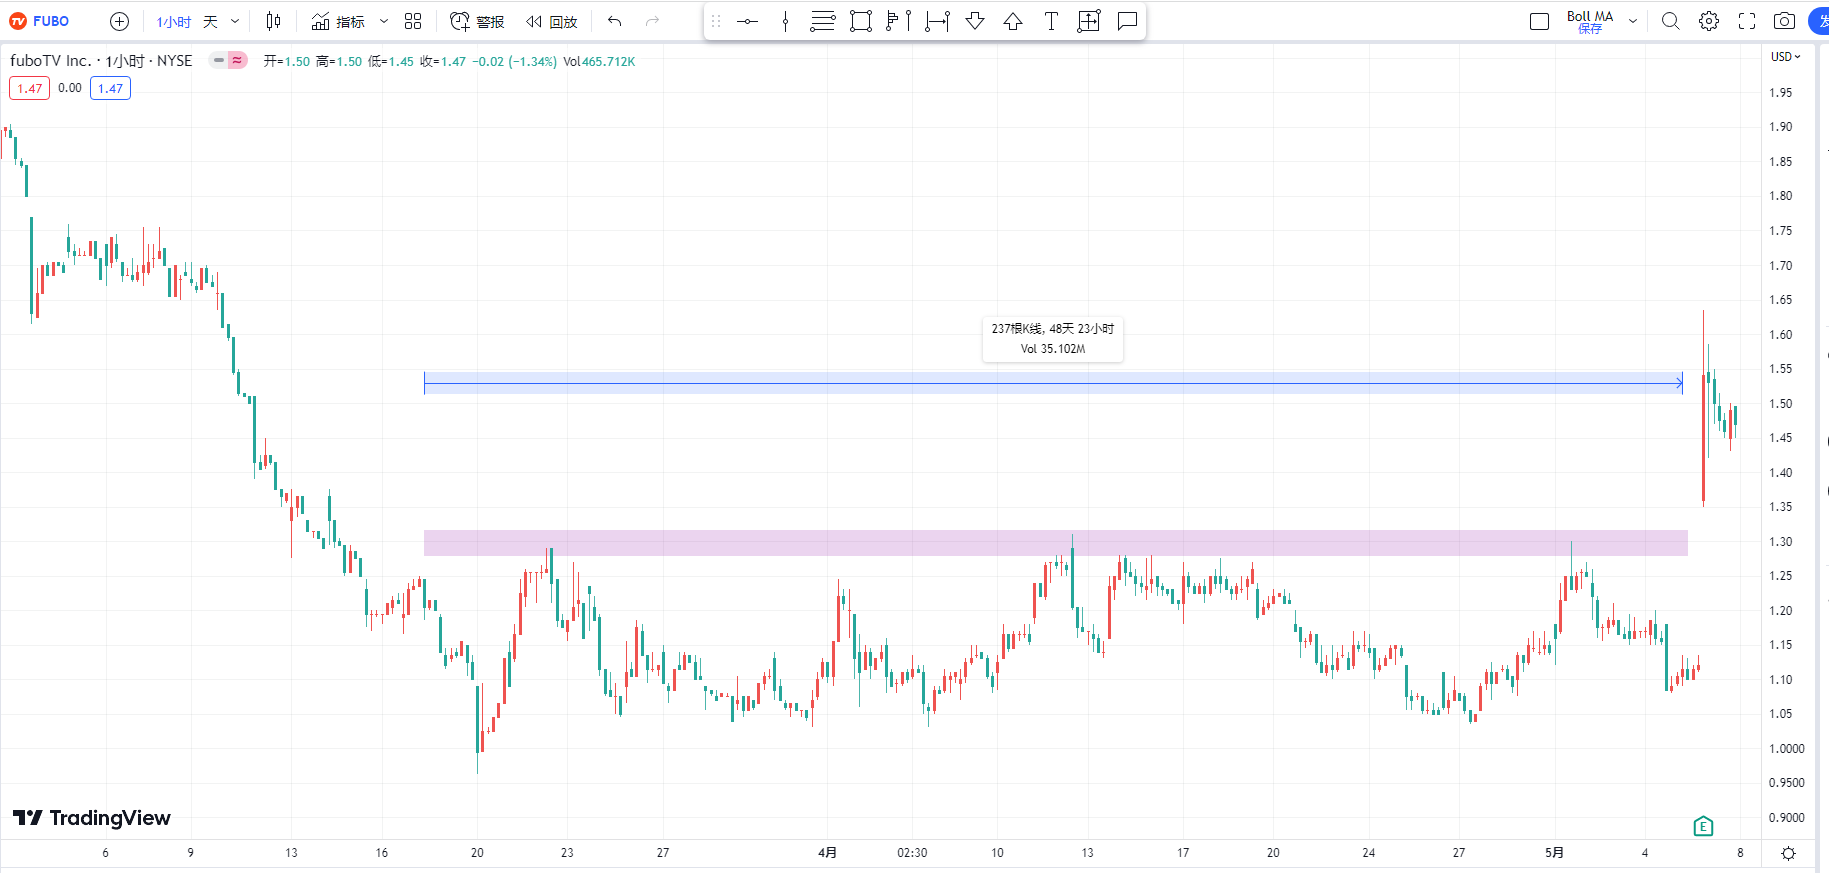 FUBO
1小时 天 指标 警报 回放 T Boll MA
保存
发
fuboTV Inc. · 1小时 · NYSE 开=1.50 高=1.50 低=1.45 收=1.47 −0.02 (−1.34%) Vol465.712K
USD
1.47 0.00 1.47
1.95
1.90
1.85
1.80
1.75
1.70
1.65
237根K线, 48天 23小时
Vol 35.102M
1.60
1.55
1.50
1.45
1.40
1.35
1.30
1.25
1.20
1.15
1.10
1.05
1.0000
0.9500
0.9000
TradingView
E
6 9 13 16 20 23 27 4月 02:30 10 13 17 20 24 27 5月 4 8